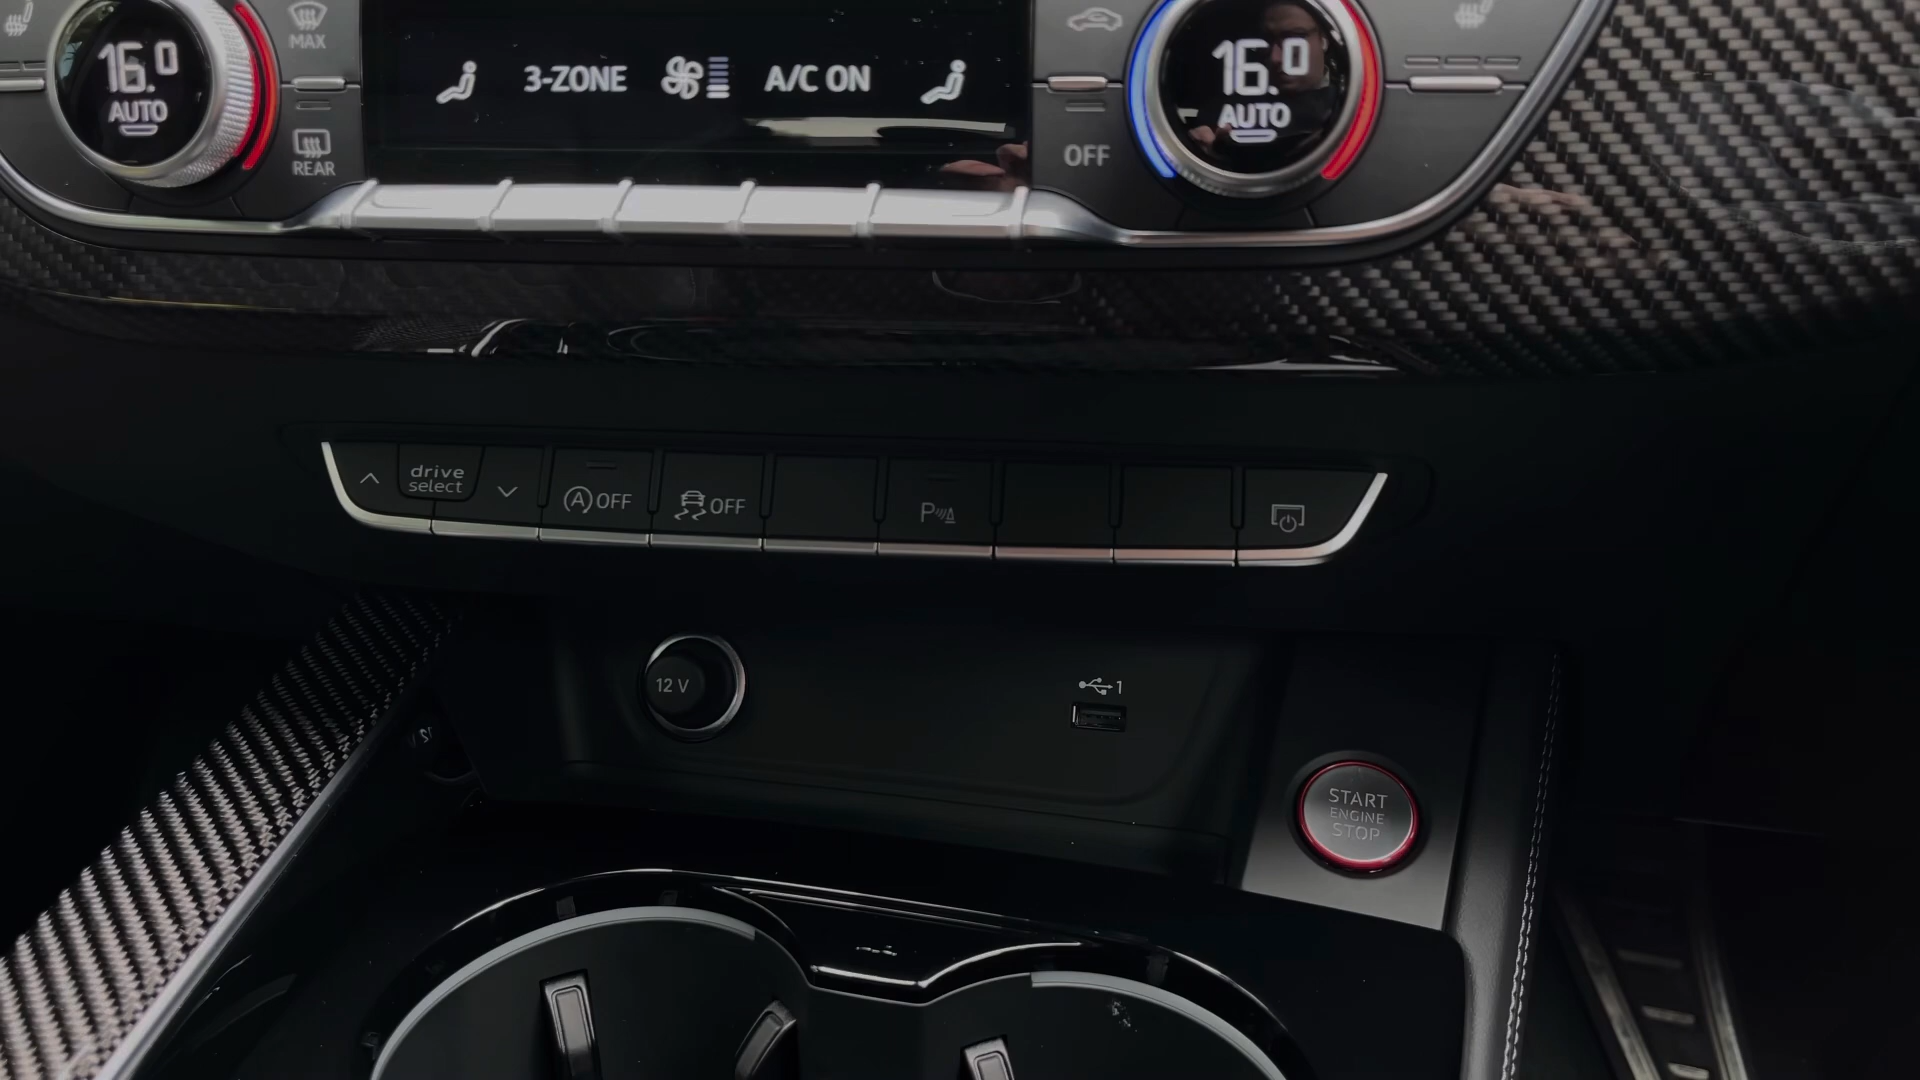 16.0
AUTO
MAX
REAR
3-ZONE
A/C ON
OFF
16.0
AUTO
drive
select
A OFF
OFF
P
12 V
1
12 V
START
ENGINE
STOP